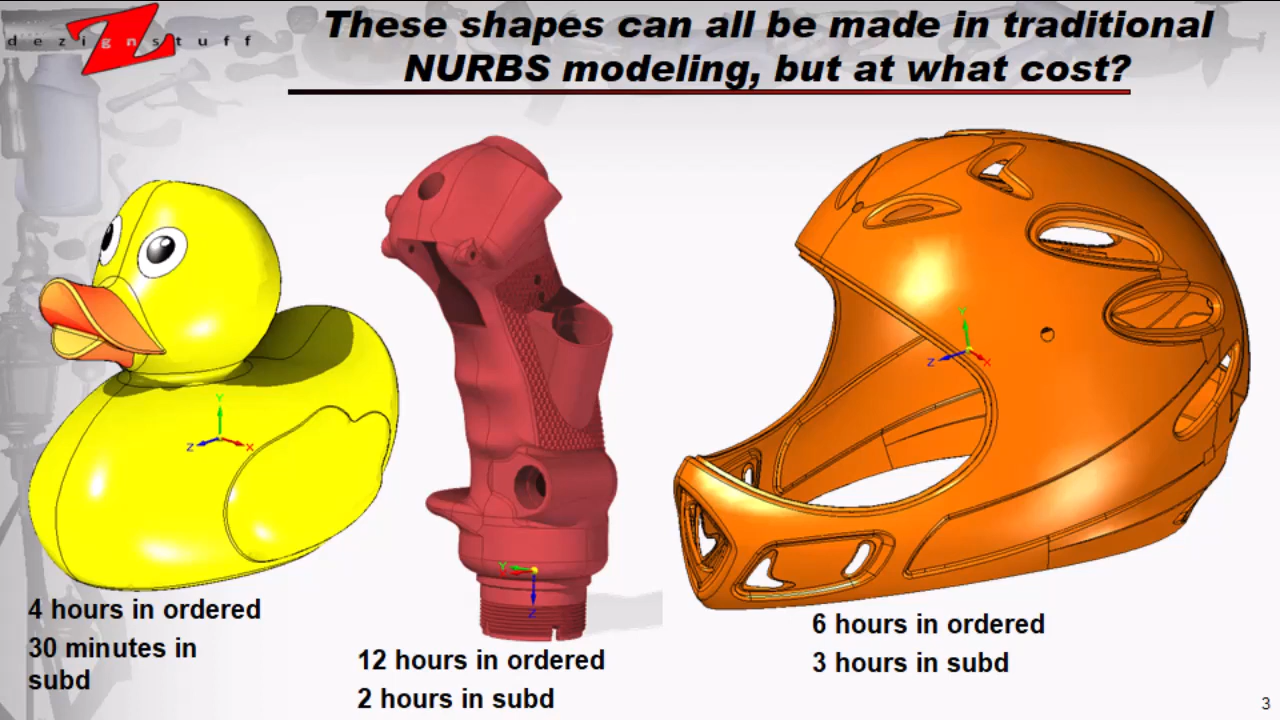 dezignstuff
These shapes can all be made in traditional
NURBS modeling, but at what cost?
Y
Z
X
Y
Z
Y
Z
X
4 hours in ordered
30 minutes in
subd
12 hours in ordered
2 hours in subd
6 hours in ordered
3 hours in subd
3